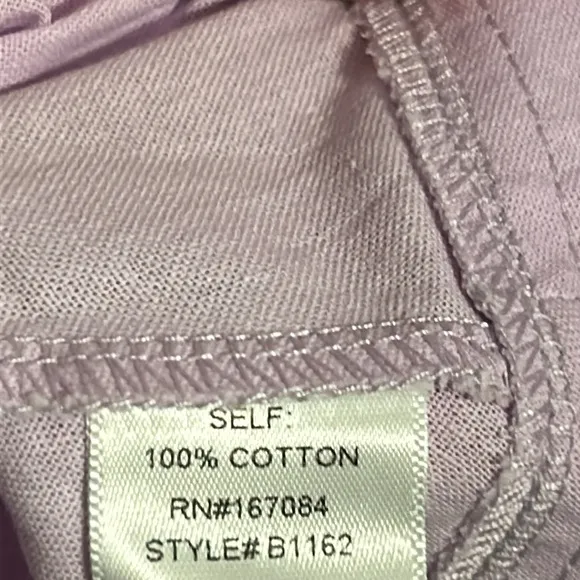 SELF:
100% COTTON
RN#167084
STYLE# B1162